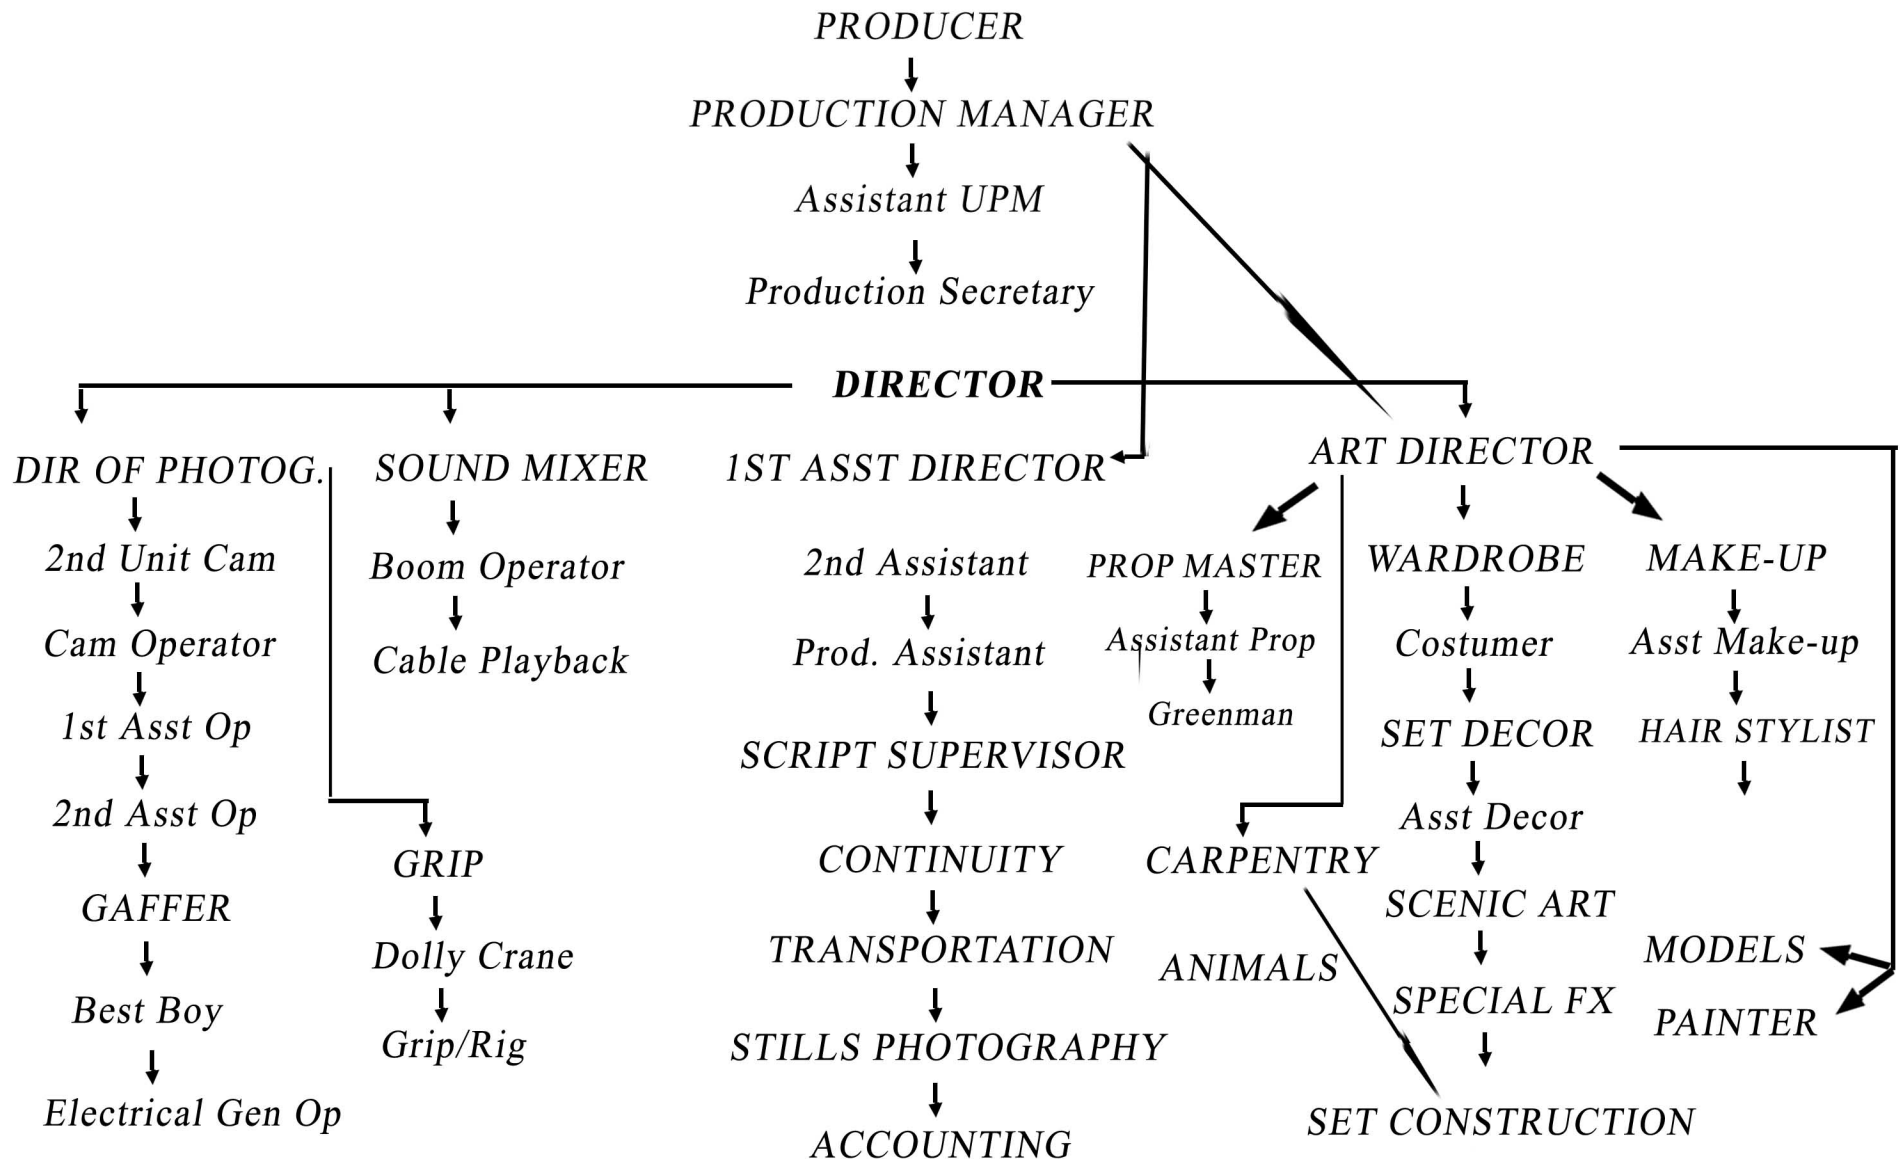 PRODUCER
PRODUCTION MANAGER
Assistant UPM
Production Secretary
DIRECTOR
DIR OF PHOTOG.
2nd Unit Cam
Cam Operator
1st Asst Op
2nd Asst Op
GAFFER
Best Boy
Electrical Gen Op
GRIP
Dolly Crane
Grip/Rig
SOUND MIXER
Boom Operator
Cable Playback
1ST ASST DIRECTOR
2nd Assistant
Prod. Assistant
SCRIPT SUPERVISOR
CONTINUITY
TRANSPORTATION
STILLS PHOTOGRAPHY
ACCOUNTING
ART DIRECTOR
PROP MASTER
Assistant Prop
Greenman
CARPENTRY
ANIMALS
WARDROBE
Costumer
SET DECOR
Asst Decor
SCENIC ART
SPECIAL FX
SET CONSTRUCTION
MAKE-UP
Asst Make-up
HAIR STYLIST
MODELS
PAINTER